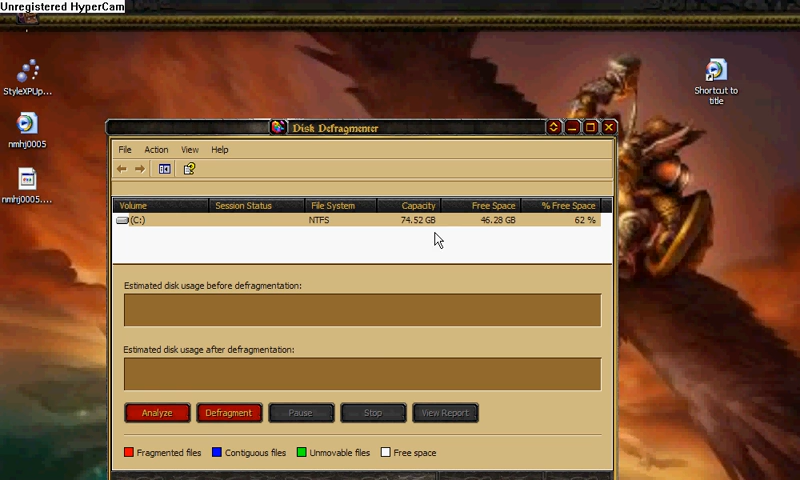 Unregistered HyperCam
StyleXPUp...
nmhj0005
nmhj0005....
Shortcut to
title
Disk Defragmenter
File Action View Help
Volume Session Status File System Capacity Free Space % Free Space
(C:) NTFS 74.52 GB 46.28 GB 62 %
Estimated disk usage before defragmentation:
Estimated disk usage after defragmentation:
Analyze Defragment Pause Stop View Report
Fragmented files Contiguous files Unmovable files Free space